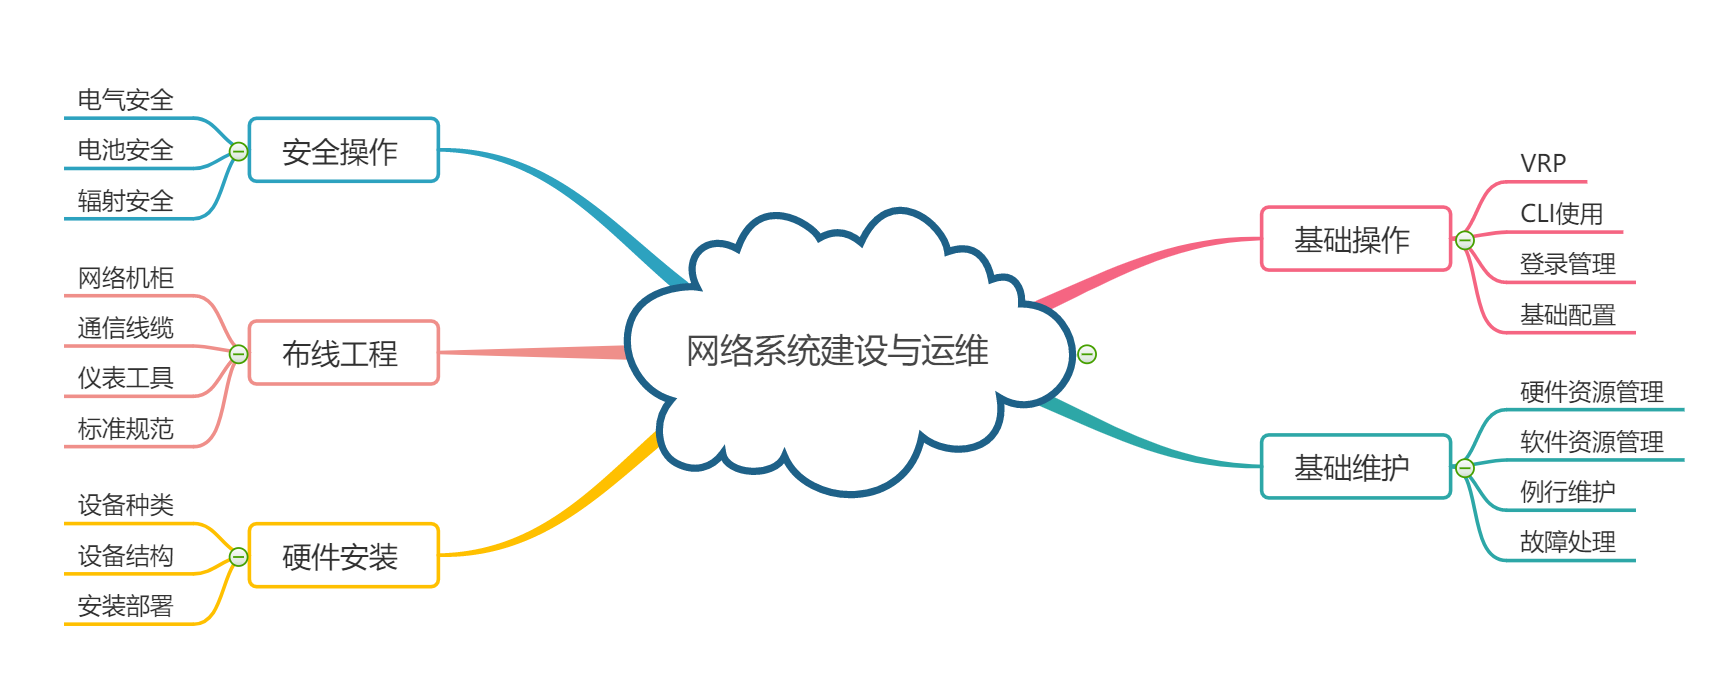 电气安全
电池安全
辐射安全
安全操作
网络机柜
通信线缆
仪表工具
标准规范
布线工程
设备种类
设备结构
安装部署
硬件安装
网络系统建设与运维
基础操作
VRP
CLI使用
登录管理
基础配置
基础维护
硬件资源管理
软件资源管理
例行维护
故障处理